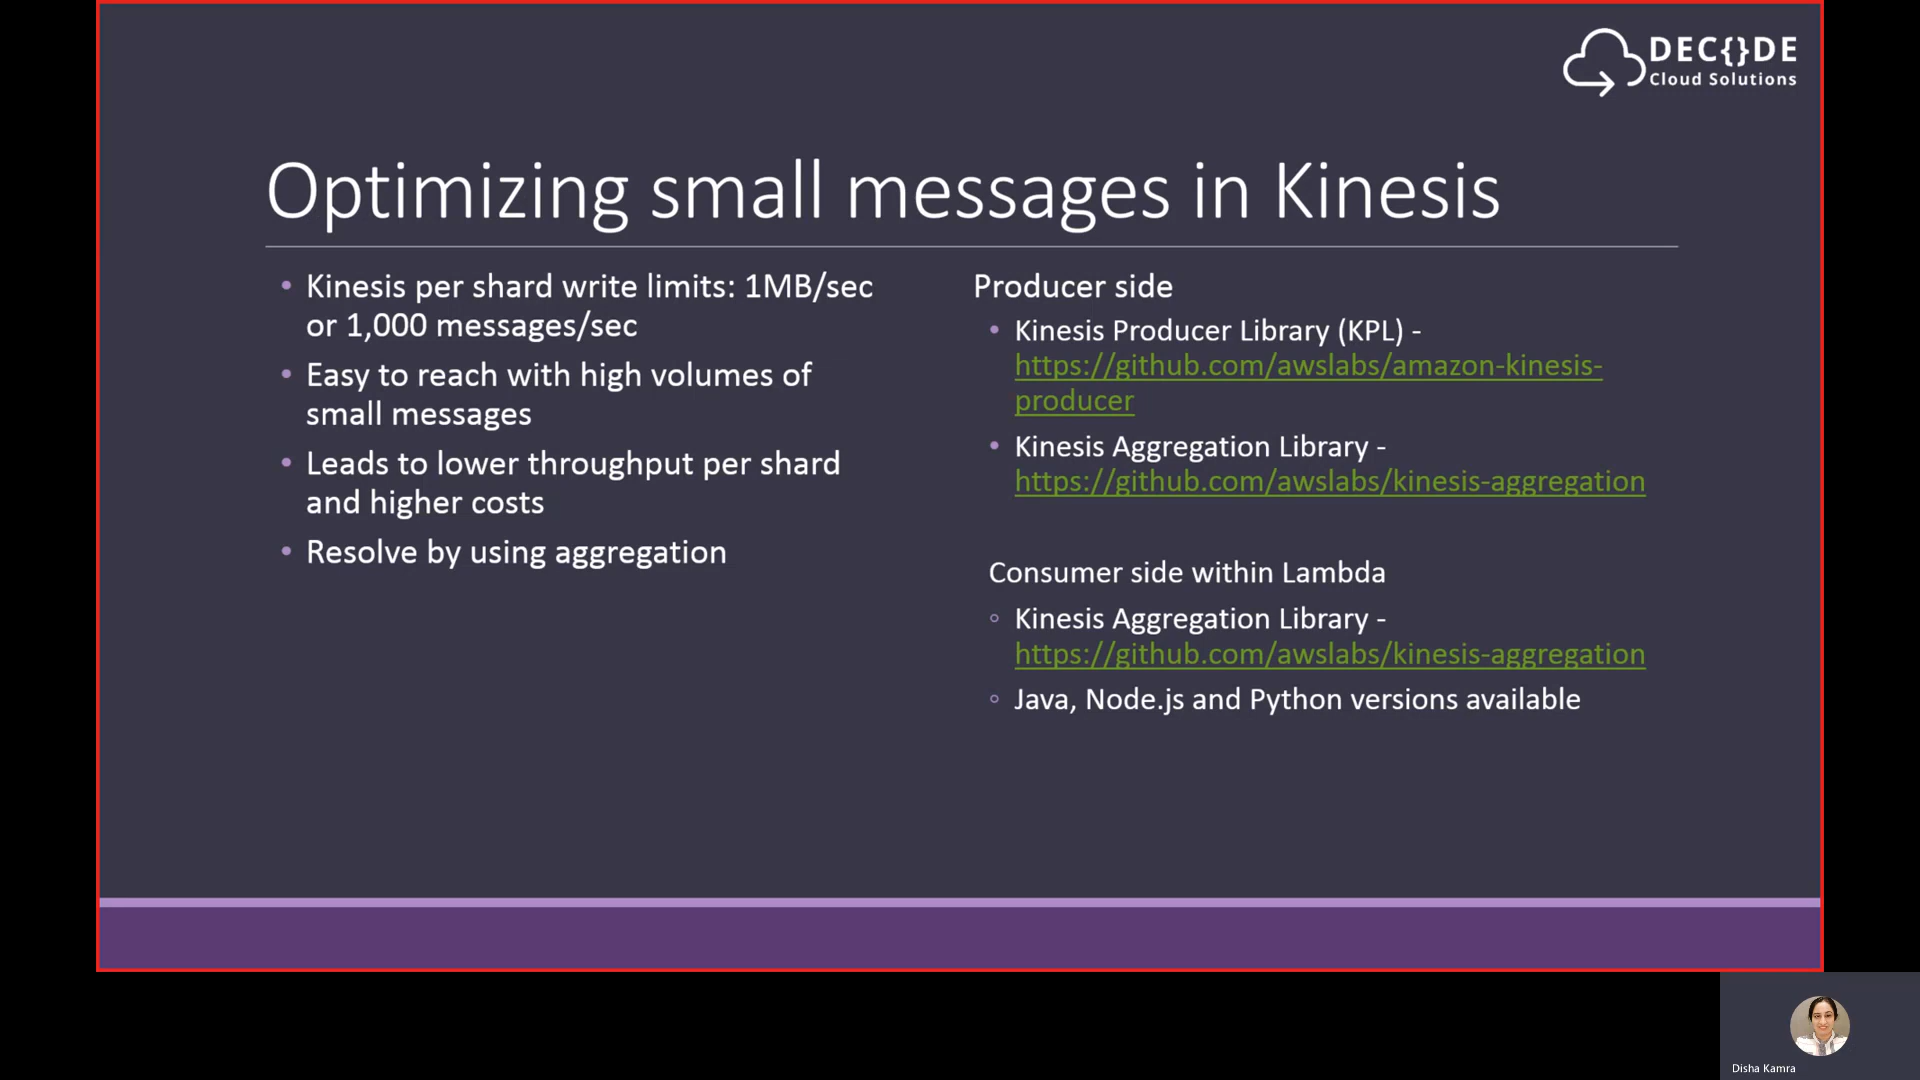 DEC{}DE
Cloud Solutions
Optimizing small messages in Kinesis
• Kinesis per shard write limits: 1MB/sec
or 1,000 messages/sec
• Easy to reach with high volumes of
small messages
• Leads to lower throughput per shard
and higher costs
• Resolve by using aggregation
Producer side
• Kinesis Producer Library (KPL) -
https://github.com/awslabs/amazon-kinesis-
producer
• Kinesis Aggregation Library -
https://github.com/awslabs/kinesis-aggregation
Consumer side within Lambda
◦ Kinesis Aggregation Library -
https://github.com/awslabs/kinesis-aggregation
◦ Java, Node.js and Python versions available
Disha Kamra